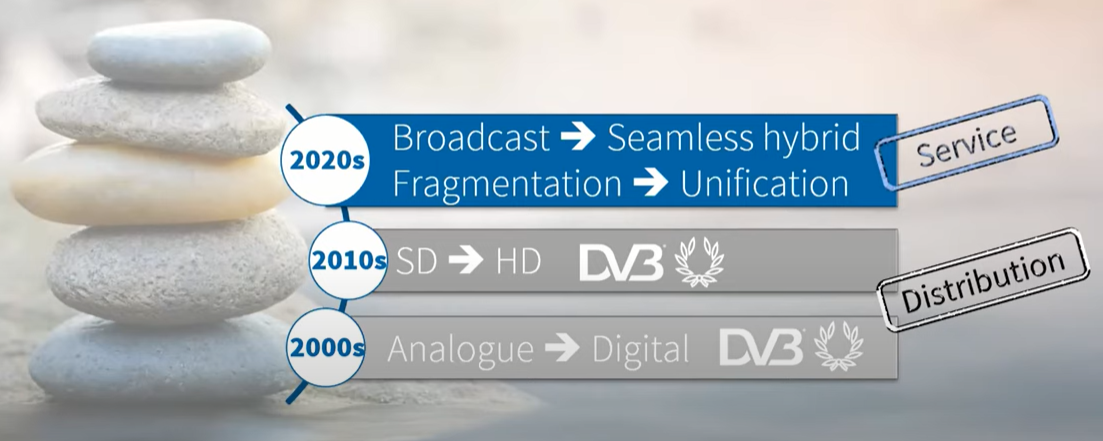 2020s
Broadcast → Seamless hybrid
Fragmentation → Unification
Service
2010s
SD → HD DVB
Distribution
2000s
Analogue → Digital DVB